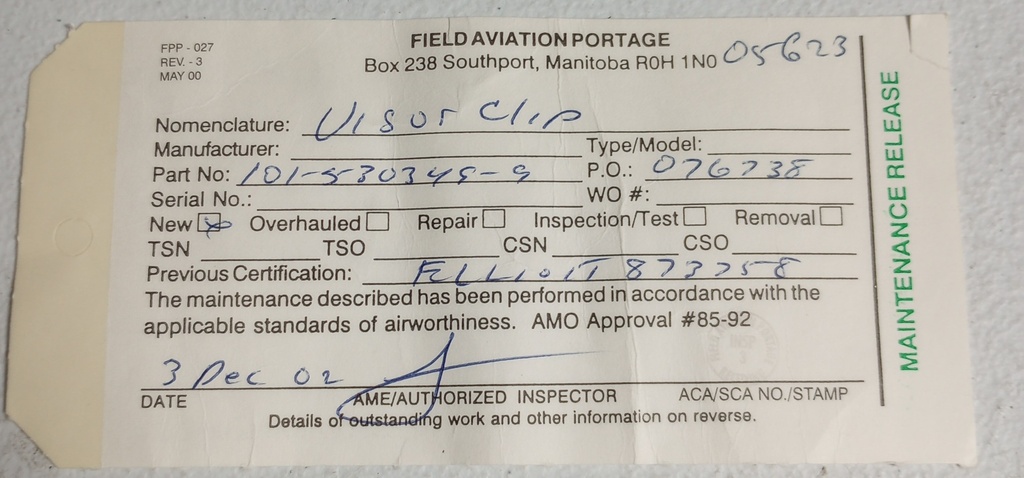 FPP - 027
REV. - 3
MAY 00
FIELD AVIATION PORTAGE
Box 238 Southport, Manitoba R0H 1N0 05623
Nomenclature: Visor Clip
Manufacturer: Type/Model:
Part No: 101-530349-9 P.O.: 076738
Serial No.: WO #:
New Overhauled Repair Inspection/Test Removal
TSN TSO CSN CSO
Previous Certification: ELLIOTT
The maintenance described has been performed in accordance with the
applicable standards of airworthiness. AMO Approval #85-92
3 Dec 02
DATE AME/AUTHORIZED INSPECTOR ACA/SCA NO./STAMP
Details of outstanding work and other information on reverse.
MAINTENANCE RELEASE